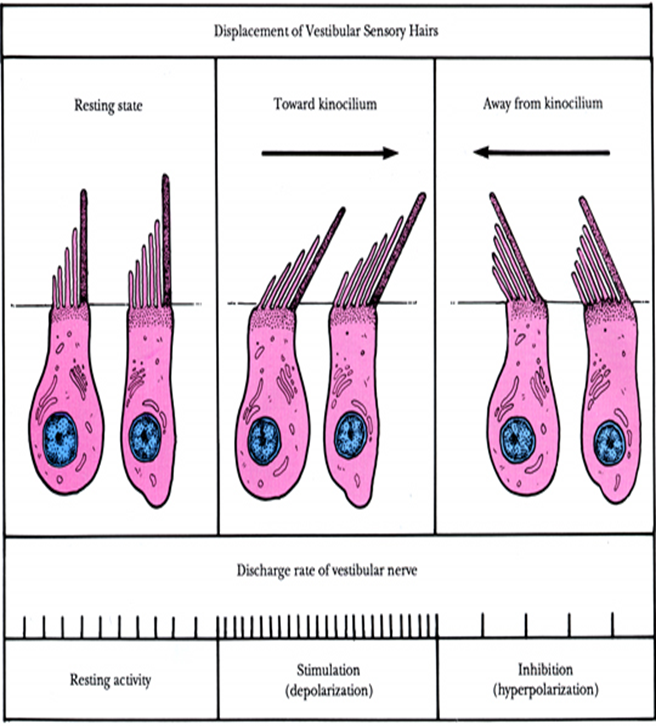 Displacement of Vestibular Sensory Hairs
Resting state
Toward kinocilium
Away from kinocilium
Discharge rate of vestibular nerve
Resting activity
Stimulation
(depolarization)
Inhibition
(hyperpolarization)